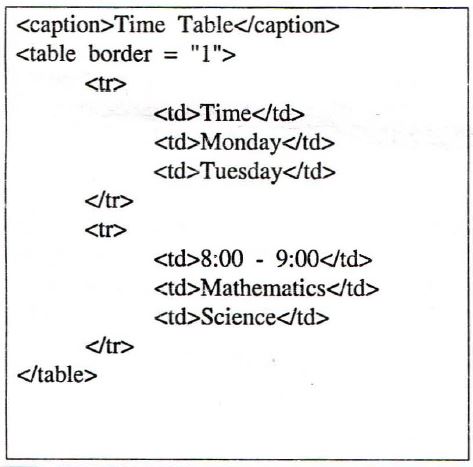 <caption>Time Table</caption>
<table border = "1">
<tr>
<td>Time</td>
<td>Monday</td>
<td>Tuesday</td>
</tr>
<tr>
<td>8:00 - 9:00</td>
<td>Mathematics</td>
<td>Science</td>
</tr>
</table>